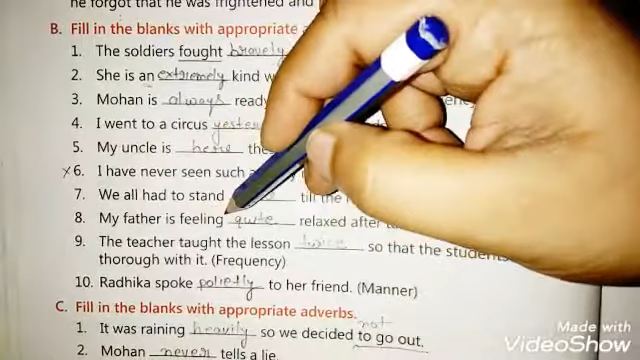 he forgot that he was frightened and
B. Fill in the blanks with appropriate
1. The soldiers fought bravely
2. She is an extremely kind
3. Mohan is always ready
4. I went to a circus
5. My uncle is here the
x6. I have never seen such
7. We all had to stand till the
8. My father is feeling quite relaxed after
9. The teacher taught the lesson twice so that the students
thorough with it. (Frequency)
10. Radhika spoke polietly to her friend. (Manner)
C. Fill in the blanks with appropriate adverbs.
not
1. It was raining heavily so we decided to go out.
2. Mohan never tells a lie.
Made with
VideoShow